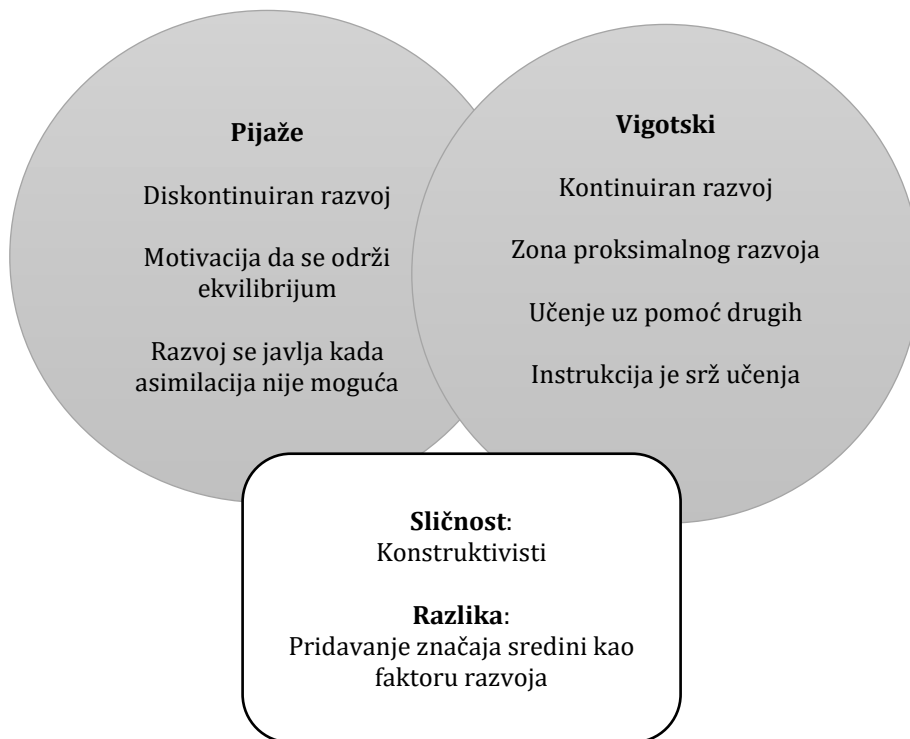 Pijaže
Diskontinuiran razvoj
Motivacija da se održi
ekvilibrijum
Razvoj se javlja kada
asimilacija nije moguća
Vigotski
Kontinuiran razvoj
Zona proksimalnog razvoja
Učenje uz pomoć drugih
Instrukcija je srž učenja
Sličnost:
Konstruktivisti
Razlika:
Pridavanje značaja sredini kao
faktoru razvoja